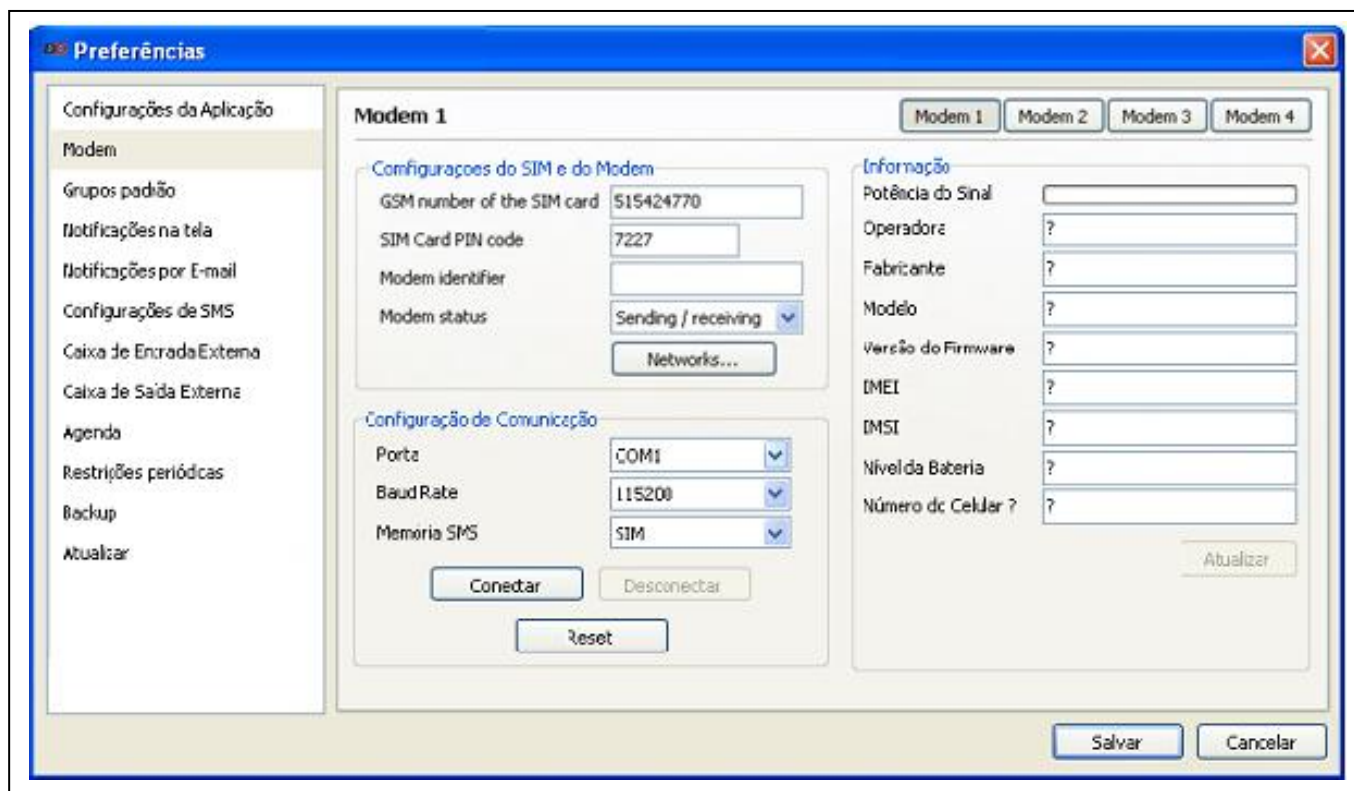 Preferências
Configurações da Aplicação
Modem
Grupos padrão
Notificações na tela
Notificações por E-mail
Configurações de SMS
Caixa de Entrada Externa
Caixa de Saída Externa
Agenda
Restrições periódicas
Backup
Atualizar
Modem 1
Modem 1 Modem 2 Modem 3 Modem 4
Comfiguraçoes do SIM e do Modem
GSM number of the SIM card 515424770
SIM Card PIN code 7227
Modem identifier
Modem status Sending / receiving
Networks...
Configuração de Comunicação
Porta COM1
Baud Rate 115200
Memoria SMS SIM
Conectar Desconectar
Reset
Informação
Potência do Sinal
Operadora ?
Fabricante ?
Modelo ?
Versão do Firmware ?
IMEI ?
IMSI ?
Nível da Bateria ?
Número do Celular ? ?
Atualizar
Salvar Cancelar